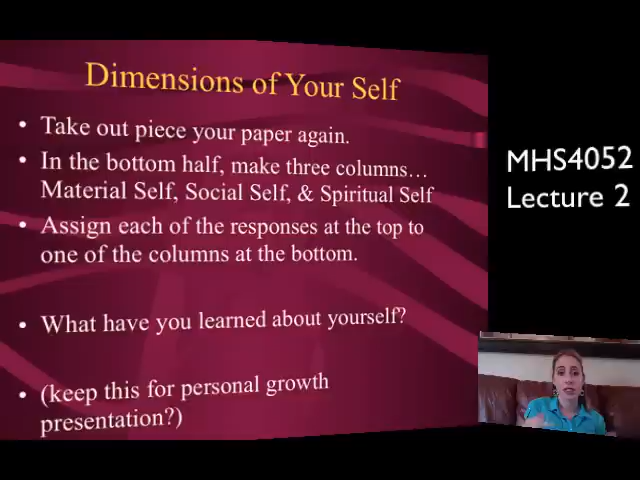 Dimensions of Your Self
• Take out piece your paper again.
• In the bottom half, make three columns…
Material Self, Social Self, & Spiritual Self
• Assign each of the responses at the top to
one of the columns at the bottom.
• What have you learned about yourself?
• (keep this for personal growth
presentation?)
MHS4052
Lecture 2